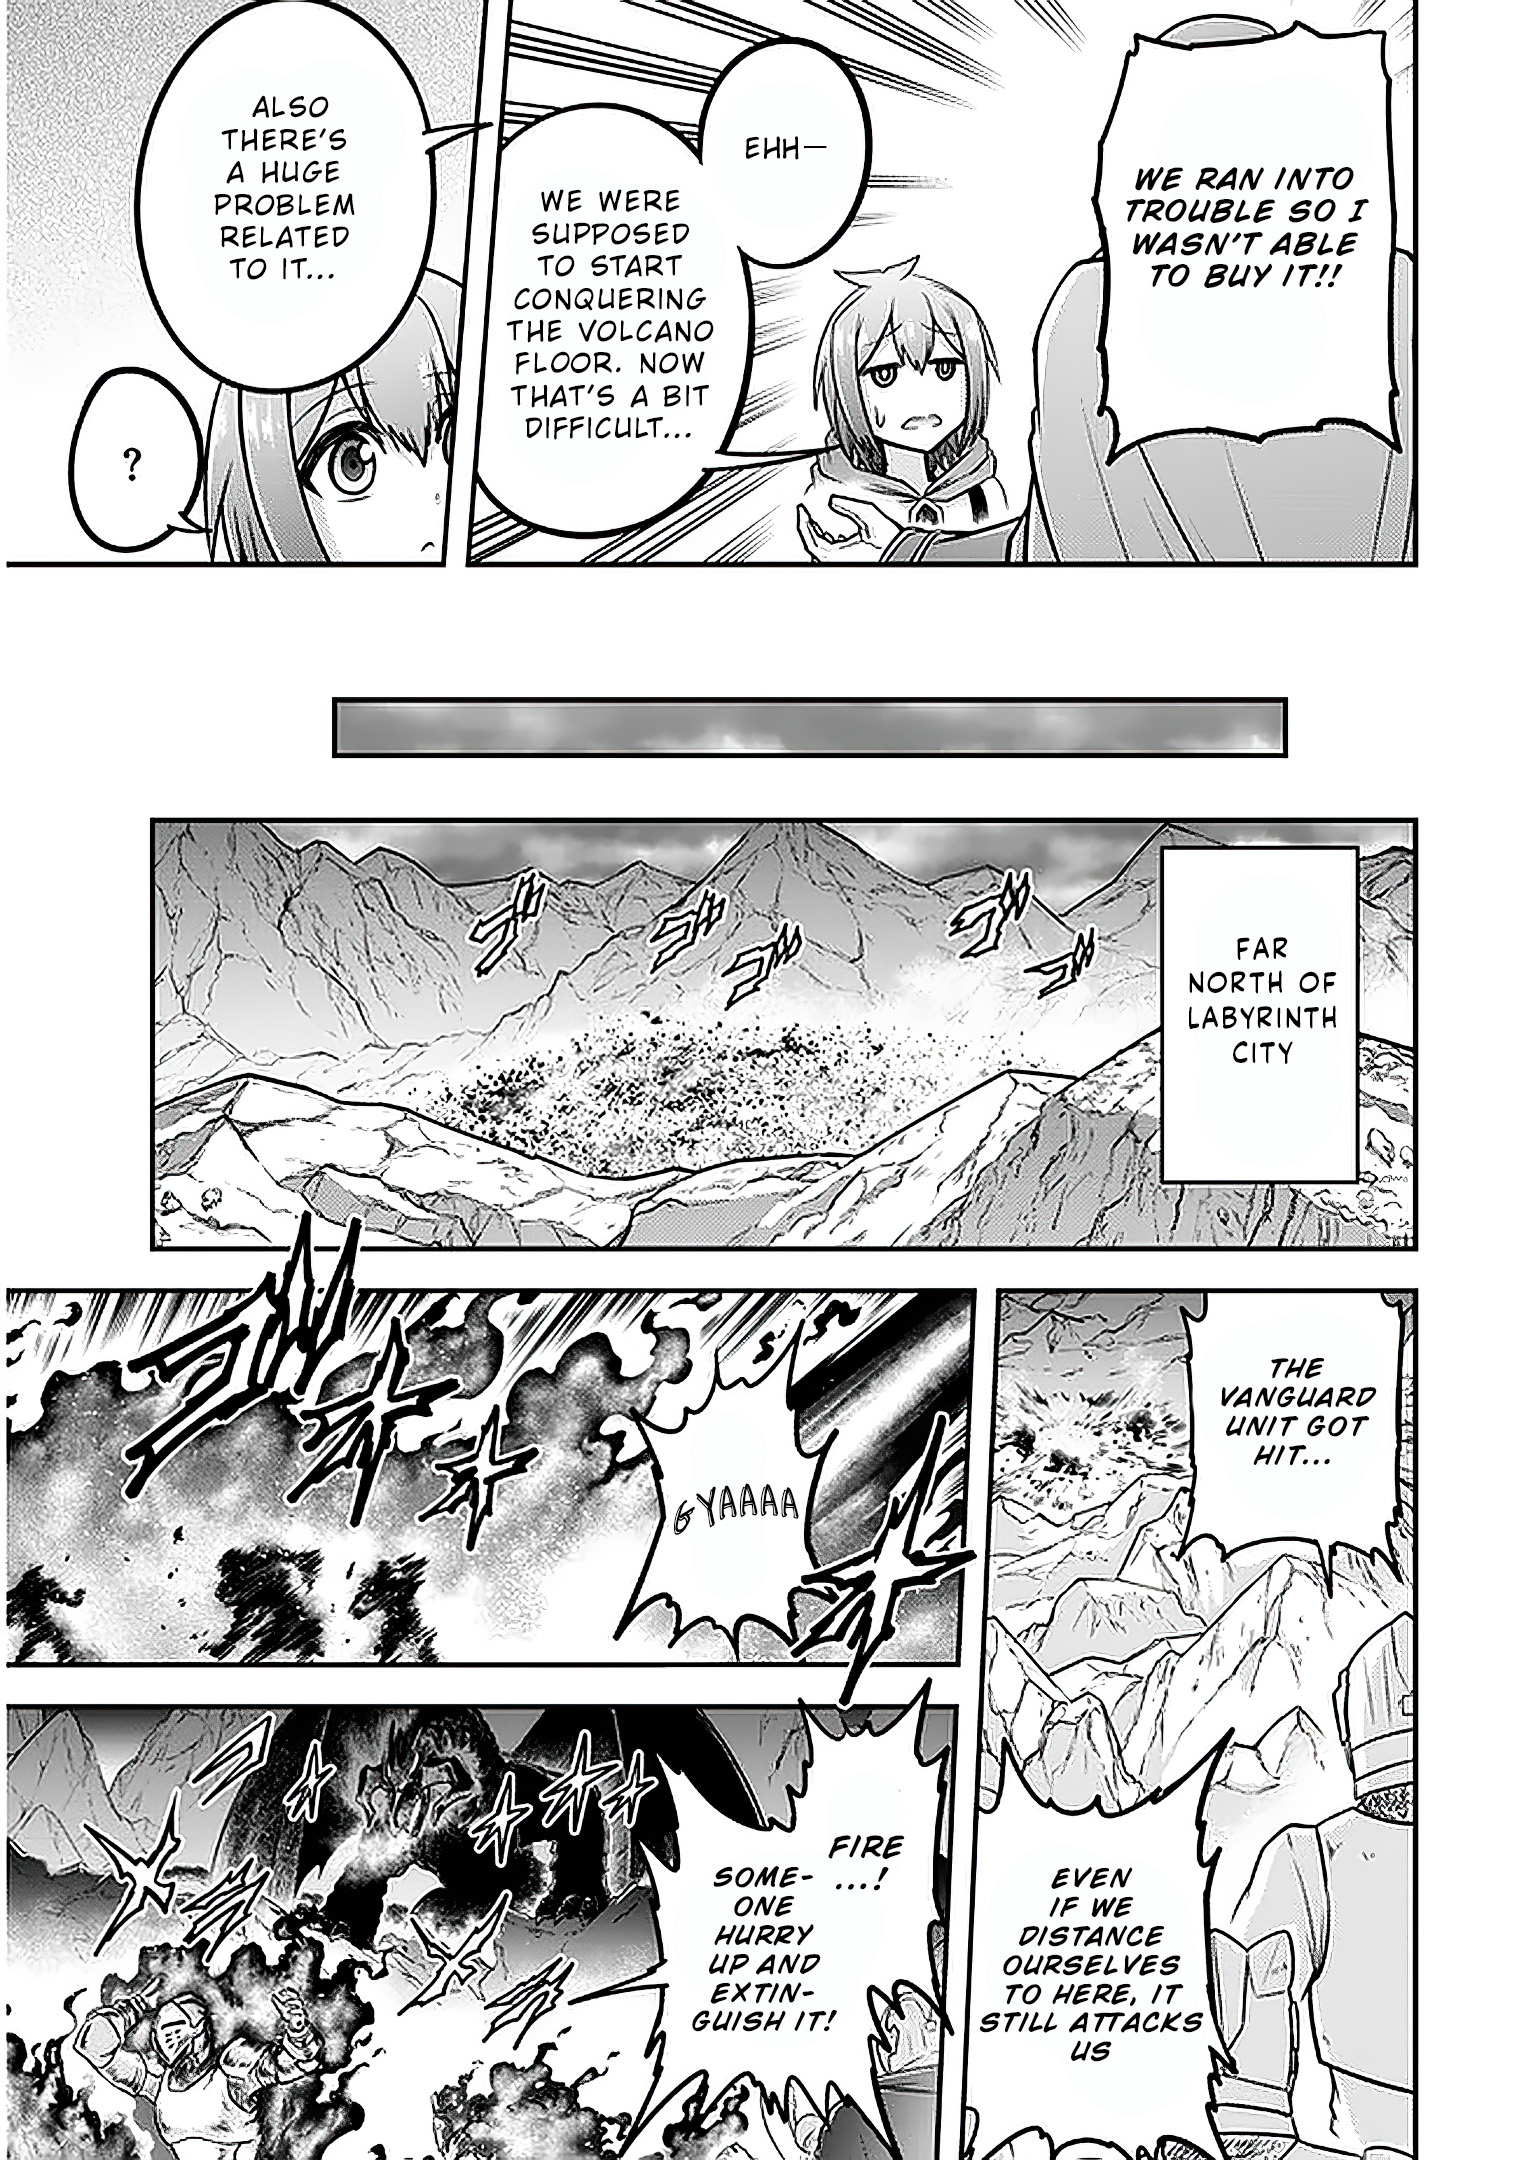 WE RAN INTO
TROUBLE SO I
WASN'T ABLE
TO BUY IT!!
EHH—
WE WERE
SUPPOSED
TO START
CONQUERING
THE VOLCANO
FLOOR. NOW
THAT'S A BIT
DIFFICULT...
ALSO
THERE'S
A HUGE
PROBLEM
RELATED
TO IT...
?
FAR
NORTH OF
LABYRINTH
CITY
THE
VANGUARD
UNIT GOT
HIT...
EVEN
IF WE
DISTANCE
OURSELVES
TO HERE, IT
STILL ATTACKS
US
GYAAAA
FIRE
...!
SOME-
ONE
HURRY
UP AND
EXTIN-
GUISH IT!